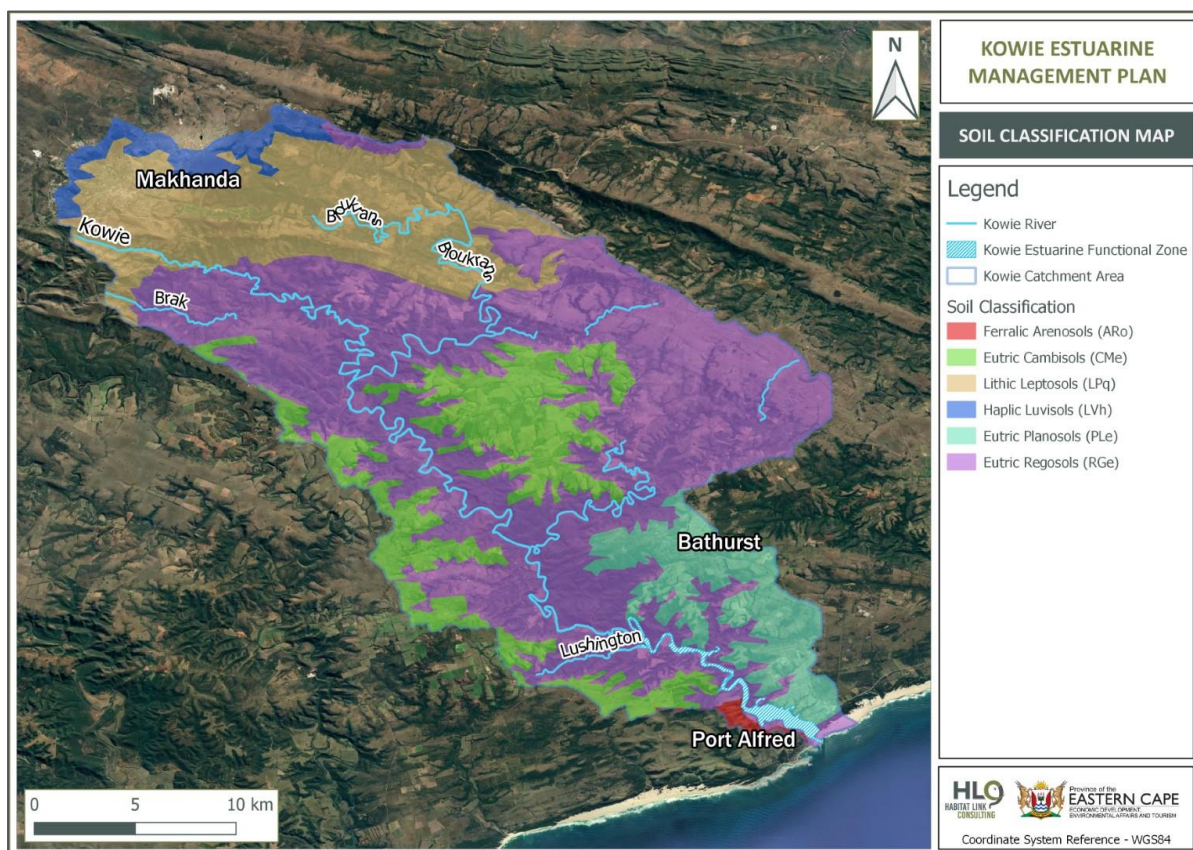 N
Makhanda
Kowie
Bloukrans
Bloukrans
Brak
Bathurst
Lushington
Port Alfred
0 5 10 km
KOWIE ESTUARINE
MANAGEMENT PLAN
SOIL CLASSIFICATION MAP
Legend
Kowie River
Kowie Estuarine Functional Zone
Kowie Catchment Area
Soil Classification
Ferralic Arenosols (ARo)
Eutric Cambisols (CMe)
Lithic Leptosols (LPq)
Haplic Luvisols (LVh)
Eutric Planosols (PLe)
Eutric Regosols (RGe)
HLC
HABITAT LINK
CONSULTING
Province of the
EASTERN CAPE
ECONOMIC DEVELOPMENT,
ENVIRONMENTAL AFFAIRS AND TOURISM
Coordinate System Reference - WGS84